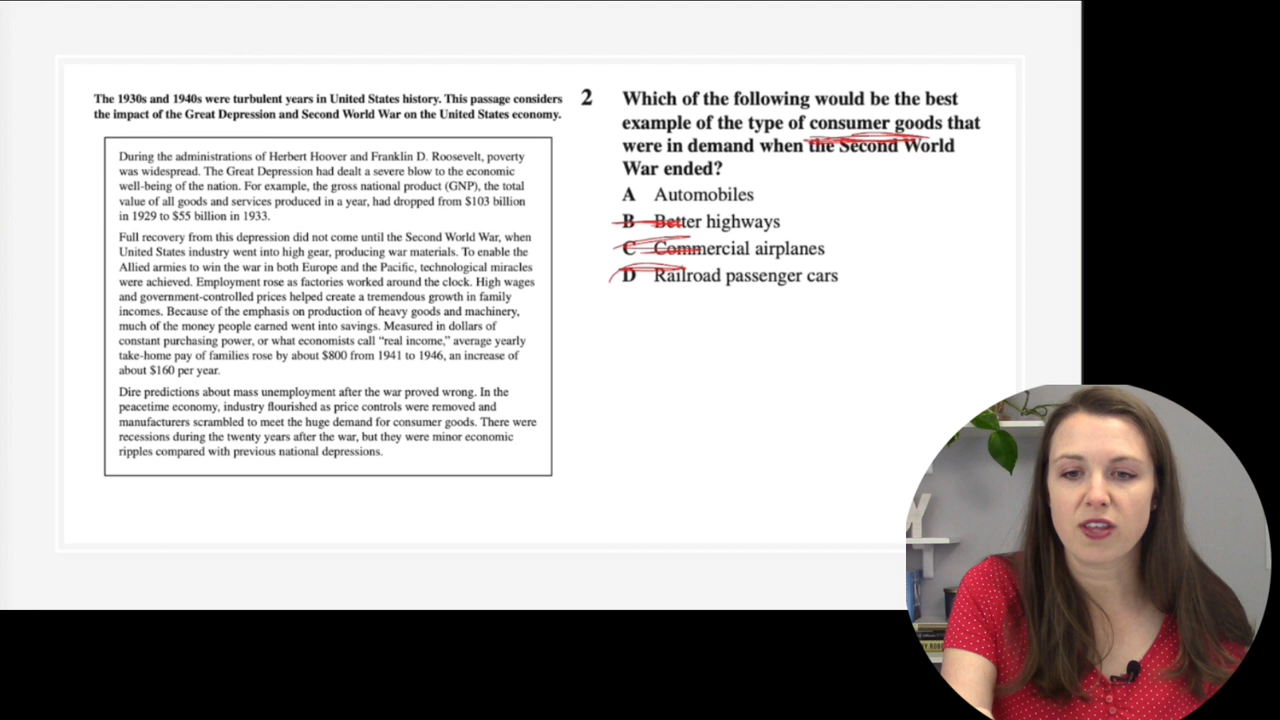 The 1930s and 1940s were turbulent years in United States history. This passage considers
the impact of the Great Depression and Second World War on the United States economy.
During the administrations of Herbert Hoover and Franklin D. Roosevelt, poverty
was widespread. The Great Depression had dealt a severe blow to the economic
well-being of the nation. For example, the gross national product (GNP), the total
value of all goods and services produced in a year, had dropped from $103 billion
in 1929 to $55 billion in 1933.
Full recovery from this depression did not come until the Second World War, when
United States industry went into high gear, producing war materials. To enable the
Allied armies to win the war in both Europe and the Pacific, technological miracles
were achieved. Employment rose as factories worked around the clock. High wages
and government-controlled prices helped create a tremendous growth in family
incomes. Because of the emphasis on production of heavy goods and machinery,
much of the money people earned went into savings. Measured in dollars of
constant purchasing power, or what economists call “real income,” average yearly
take-home pay of families rose by about $800 from 1941 to 1946, an increase of
about $160 per year.
Dire predictions about mass unemployment after the war proved wrong. In the
peacetime economy, industry flourished as price controls were removed and
manufacturers scrambled to meet the huge demand for consumer goods. There were
recessions during the twenty years after the war, but they were minor economic
ripples compared with previous national depressions.
2 Which of the following would be the best
example of the type of consumer goods that
were in demand when the Second World
War ended?
A Automobiles
B Better highways
C Commercial airplanes
D Railroad passenger cars
Y